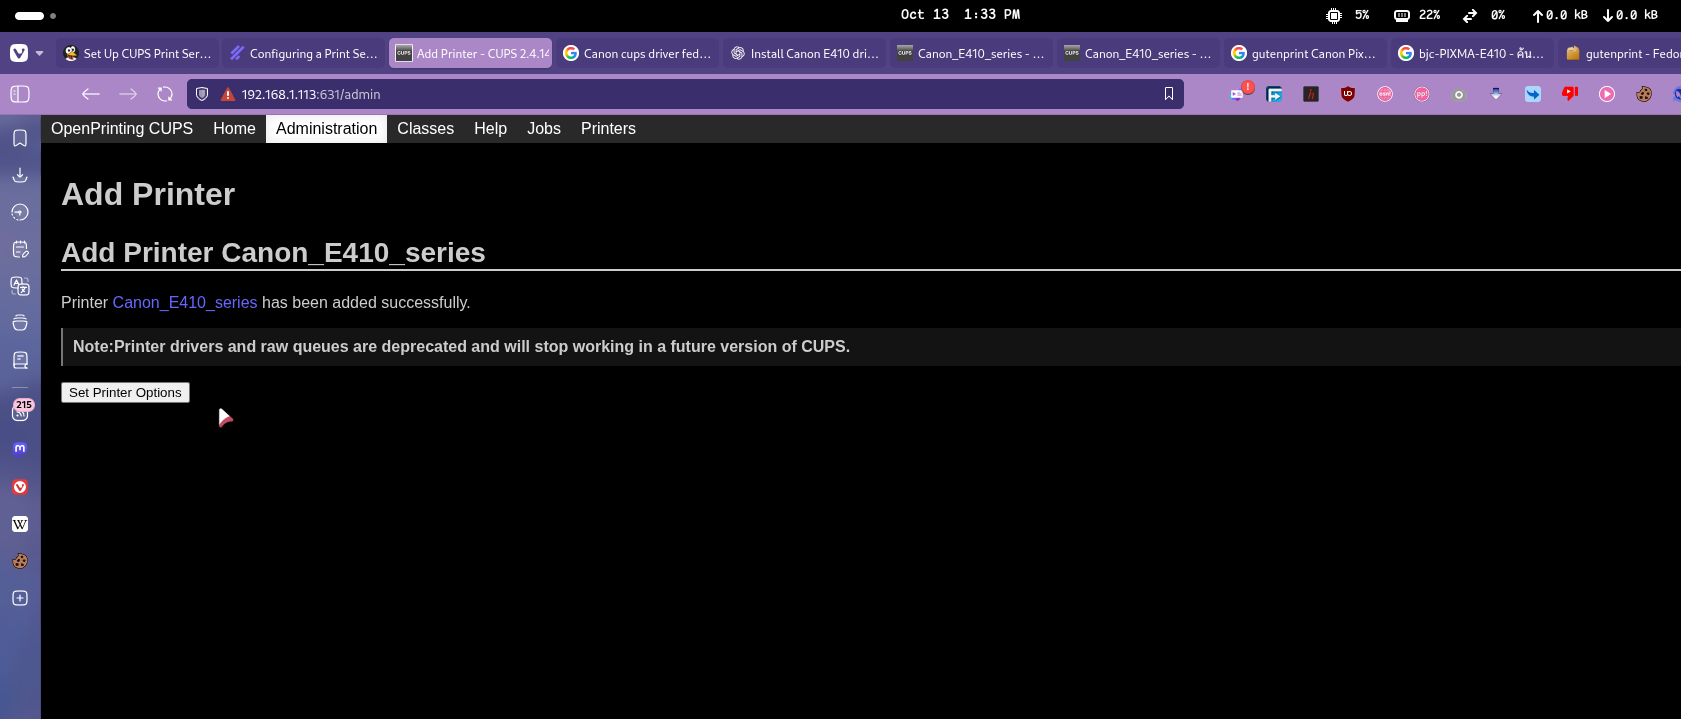 Oct 13 1:33 PM
5% 22% 0% 0.0 kB 0.0 kB
Set Up CUPS Print Ser... Configuring a Print Se... CUPS Add Printer - CUPS 2.4.14 Canon cups driver fed... Install Canon E410 dri... CUPS Canon_E410_series - ... CUPS Canon_E410_series - ... gutenprint Canon Pix... bjc-PIXMA-E410 - ค้น... gutenprint - Fedo
192.168.1.113:631/admin
OpenPrinting CUPS Home Administration Classes Help Jobs Printers
Add Printer
Add Printer Canon_E410_series
Printer Canon_E410_series has been added successfully.
Note:Printer drivers and raw queues are deprecated and will stop working in a future version of CUPS.
Set Printer Options
215